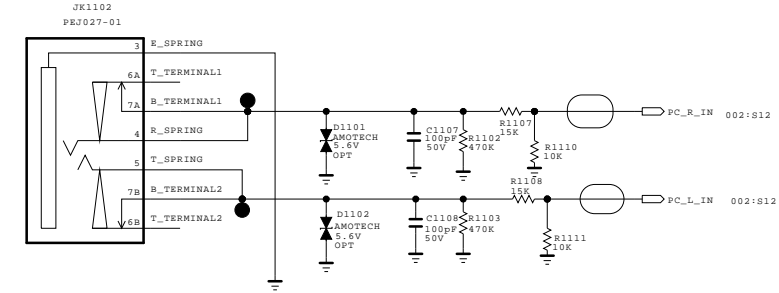 JK1102
PEJ027-01
3 E_SPRING
6A T_TERMINAL1
7A B_TERMINAL1
4 R_SPRING
5 T_SPRING
7B B_TERMINAL2
6B T_TERMINAL2
D1101
AMOTECH
5.6V
OPT
C1107
100pF
50V
R1102
470K
R1107
15K
R1110
10K
PC_R_IN 002:S12
D1102
AMOTECH
5.6V
OPT
C1108
100pF
50V
R1103
470K
R1108
15K
R1111
10K
PC_L_IN 002:S12